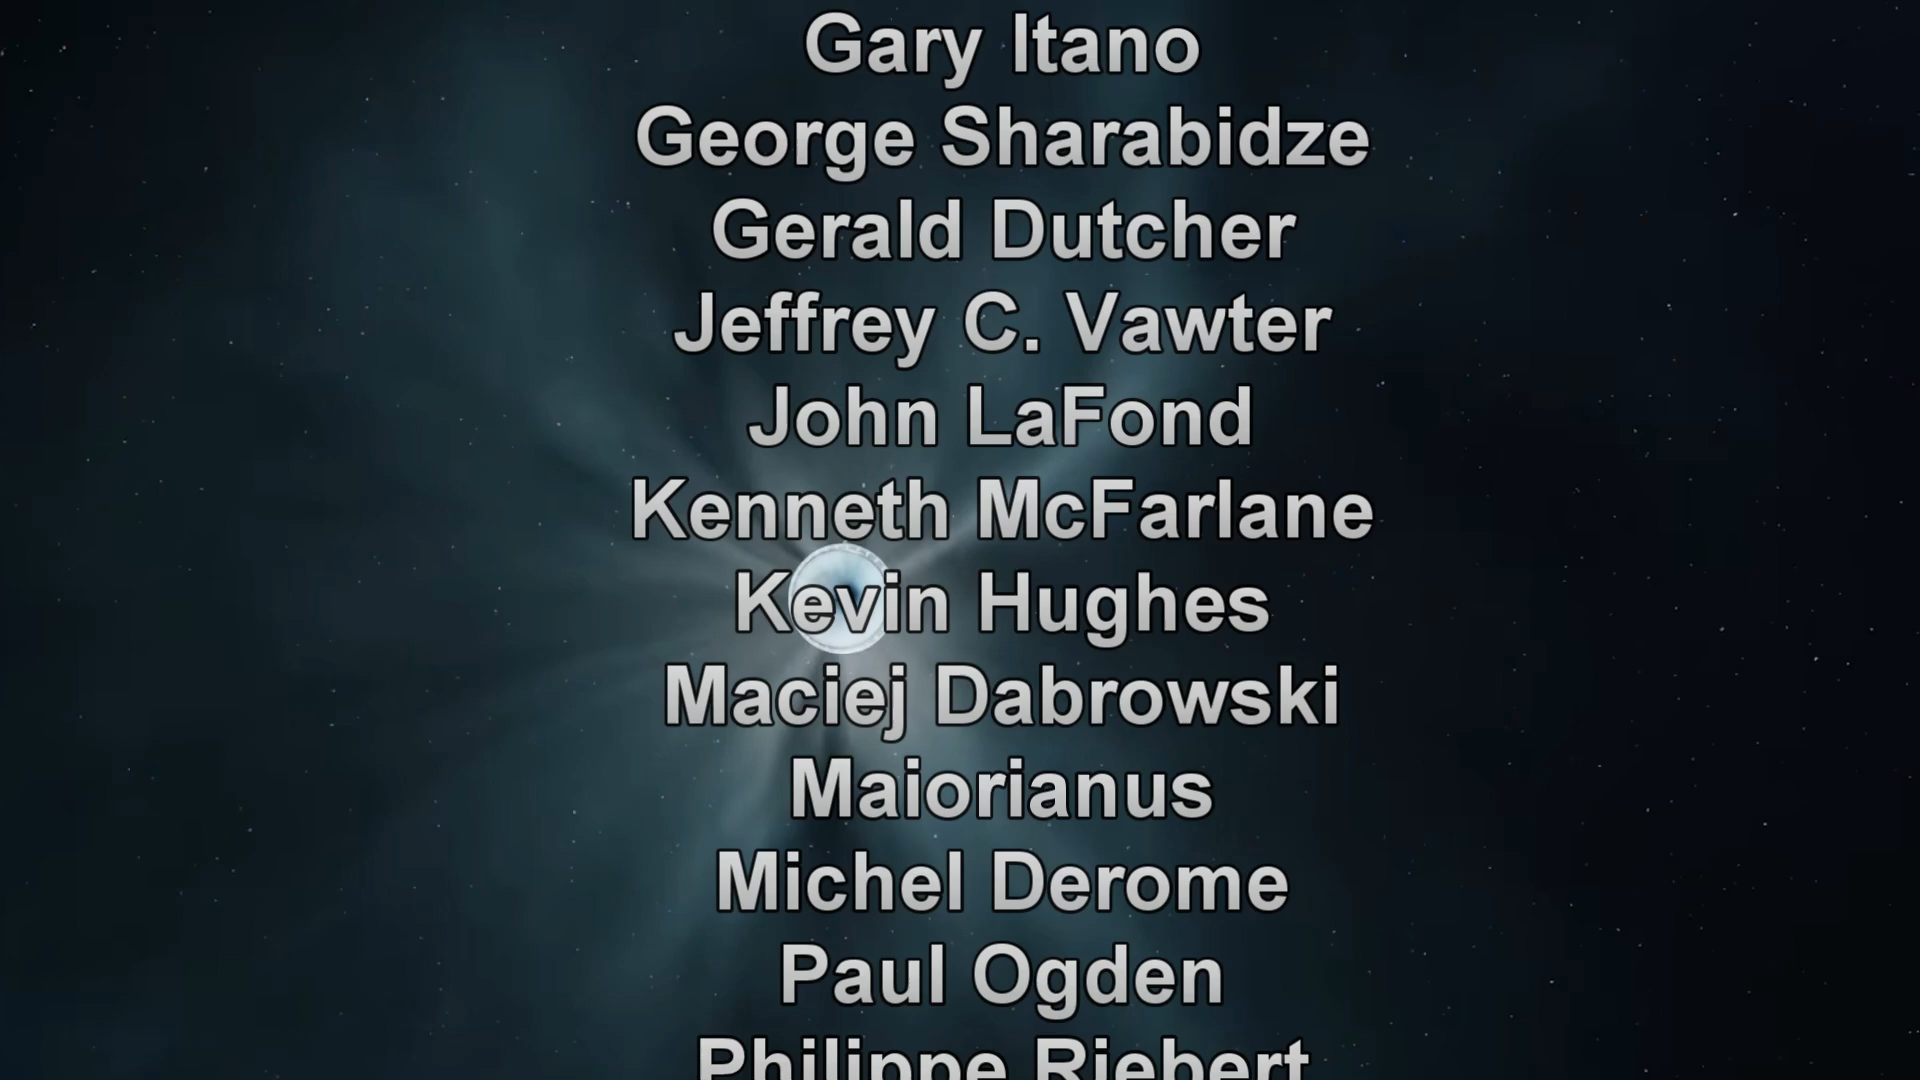 Gary Itano
George Sharabidze
Gerald Dutcher
Jeffrey C. Vawter
John LaFond
Kenneth McFarlane
Kevin Hughes
Maciej Dabrowski
Maiorianus
Michel Derome
Paul Ogden
Philippe Riebert